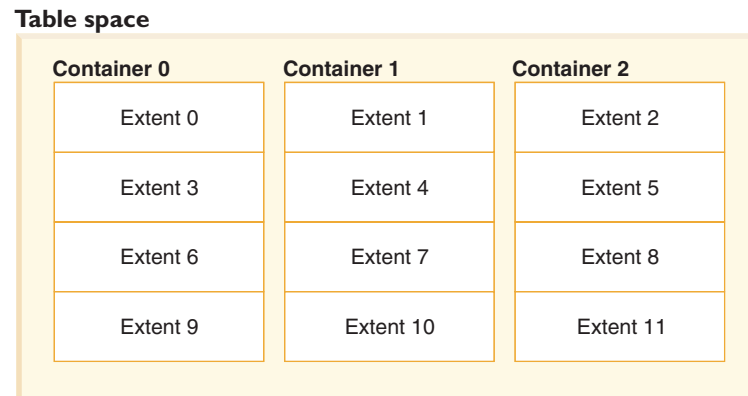 Table space
Container 0 Container 1 Container 2
Extent 0 Extent 1 Extent 2
Extent 3 Extent 4 Extent 5
Extent 6 Extent 7 Extent 8
Extent 9 Extent 10 Extent 11